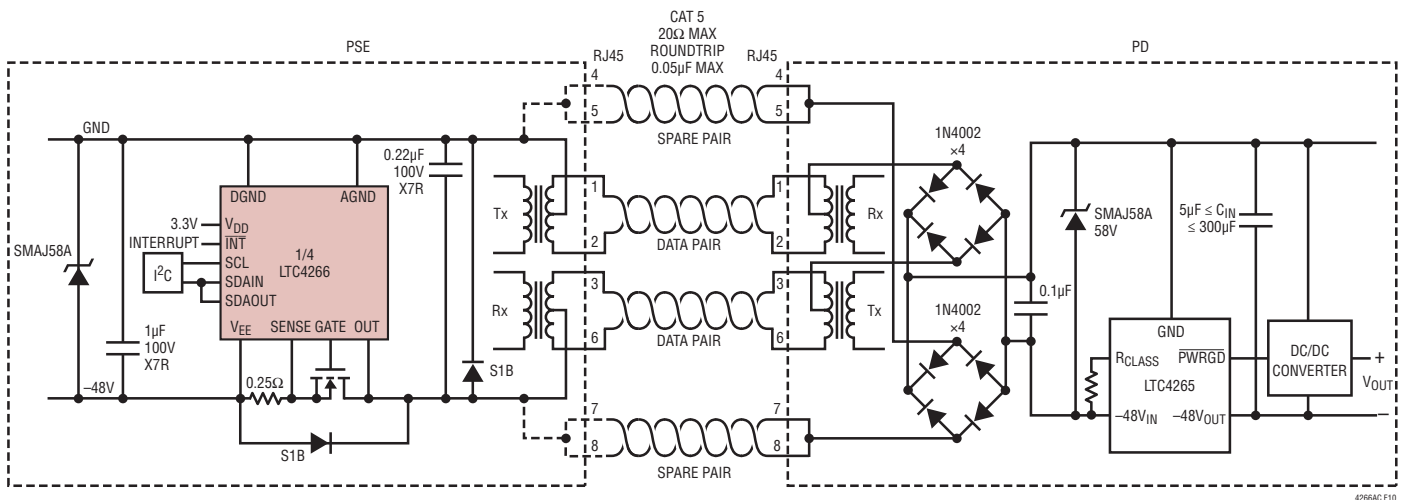 CAT 5
20Ω MAX
ROUNDTRIP
0.05µF MAX
PSE
RJ45
RJ45
PD
4
5
4
5
SPARE PAIR
GND
0.22µF
100V
X7R
DGND
AGND
3.3V
INTERRUPT
I²C
VDD
INT
SCL
SDAIN
SDAOUT
1/4
LTC4266
VEE
SENSE
GATE
OUT
SMAJ58A
1µF
100V
X7R
–48V
0.25Ω
S1B
S1B
Tx
1
2
DATA PAIR
1
2
Rx
Rx
3
6
DATA PAIR
3
6
Tx
7
8
SPARE PAIR
7
8
1N4002
×4
1N4002
×4
0.1µF
SMAJ58A
58V
5µF ≤ CIN
≤ 300µF
GND
RCLASS
PWRGD
LTC4265
–48VIN
–48VOUT
DC/DC
CONVERTER
+
VOUT
–
4266AC F10